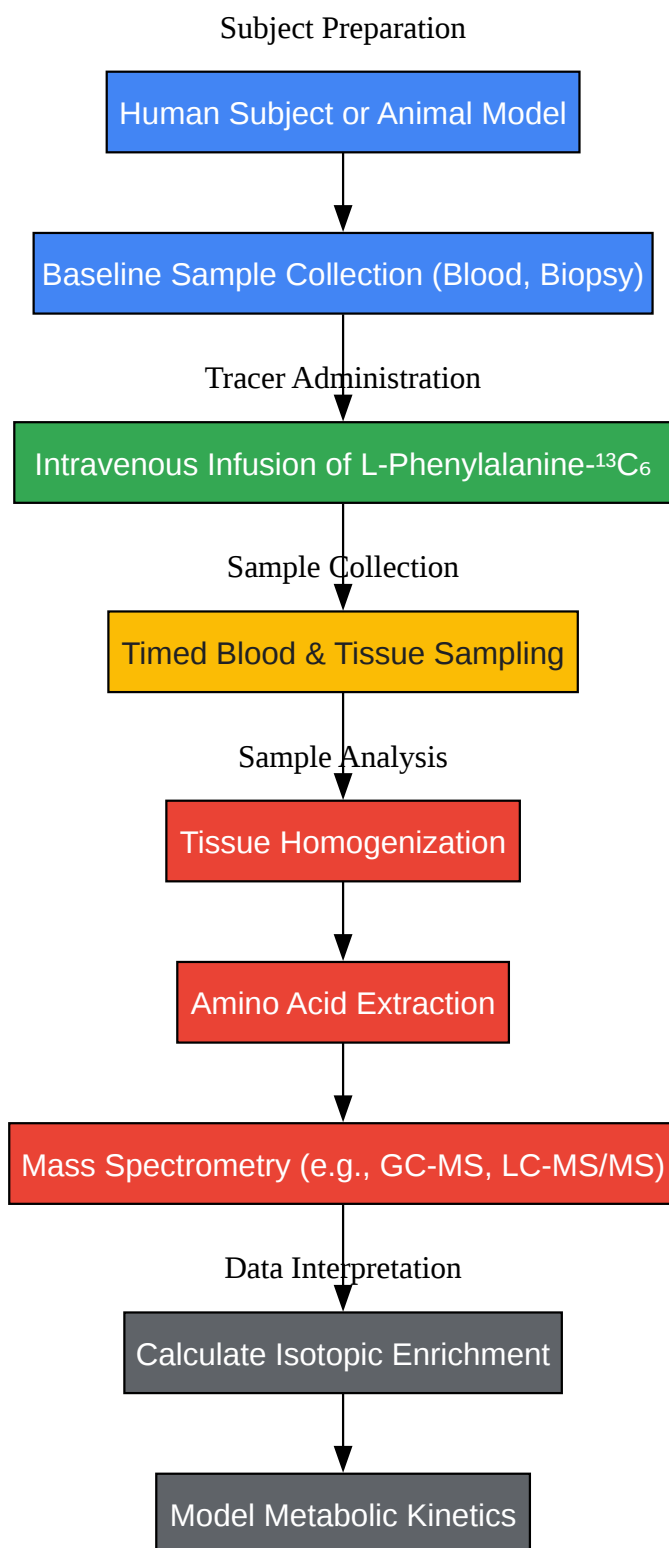 Subject Preparation
Human Subject or Animal Model
Baseline Sample Collection (Blood, Biopsy)
Tracer Administration
Intravenous Infusion of L-Phenylalanine-¹³C₆
Sample Collection
Timed Blood & Tissue Sampling
Sample Analysis
Tissue Homogenization
Amino Acid Extraction
Mass Spectrometry (e.g., GC-MS, LC-MS/MS)
Data Interpretation
Calculate Isotopic Enrichment
Model Metabolic Kinetics